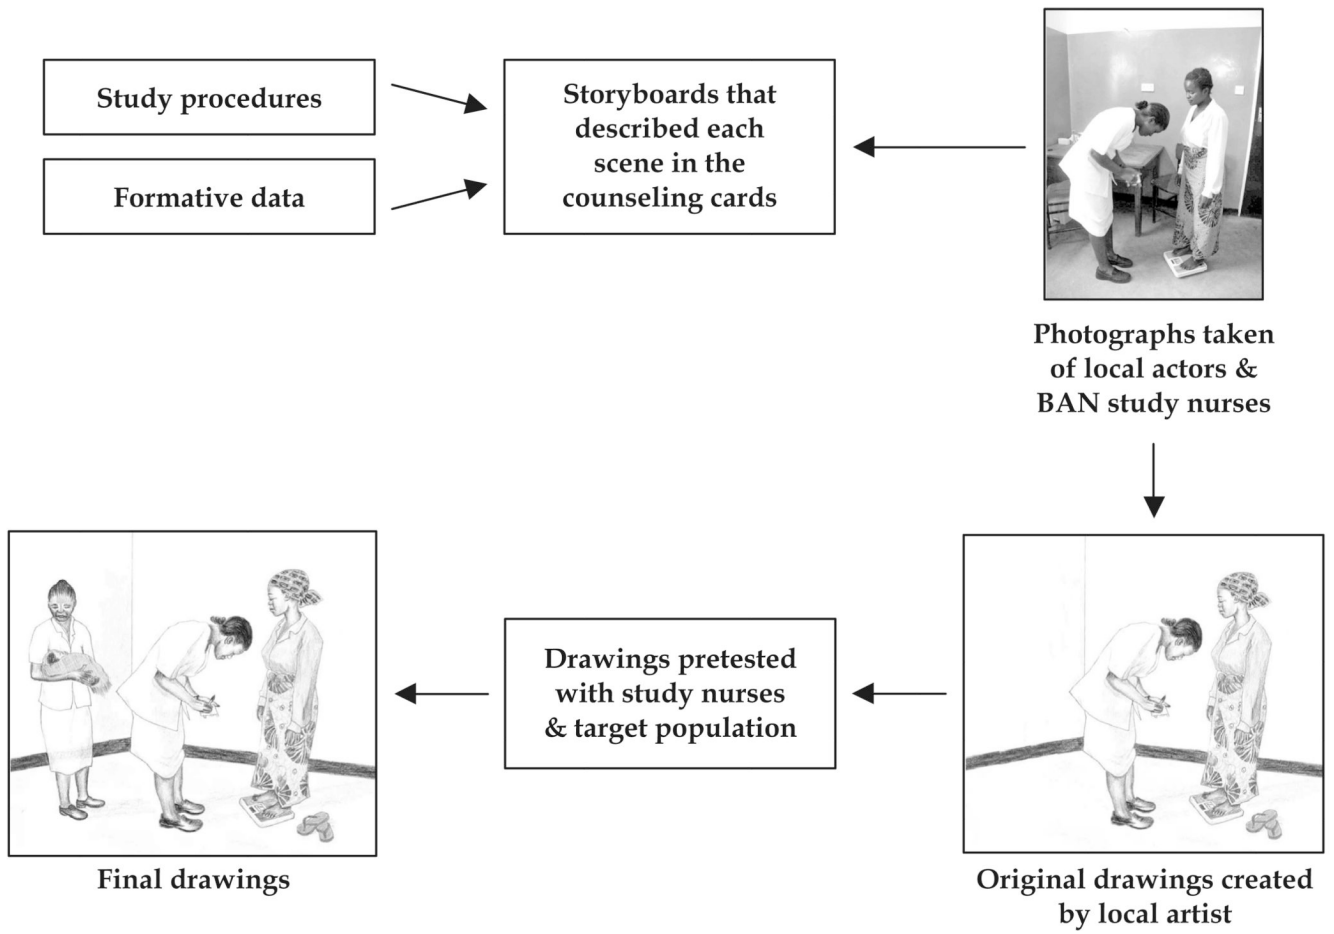 Study procedures
Formative data
Storyboards that
described each
scene in the
counseling cards
Photographs taken
of local actors &
BAN study nurses
Drawings pretested
with study nurses
& target population
Final drawings
Original drawings created
by local artist